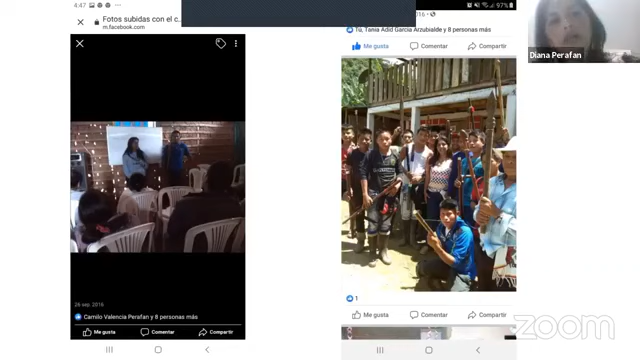 4:47
Fotos subidas con el c...
m.facebook.com
26 sep. 2016
Camilo Valencia Perafan y 8 personas más
Me gusta
Comentar
Compartir
97%
2016
Tú, Tania Adid Garcia Arzubialde y 8 personas más
Me gusta
Comentar
Compartir
1
Me gusta
Comentar
Compartir
Diana Perafan
zoom